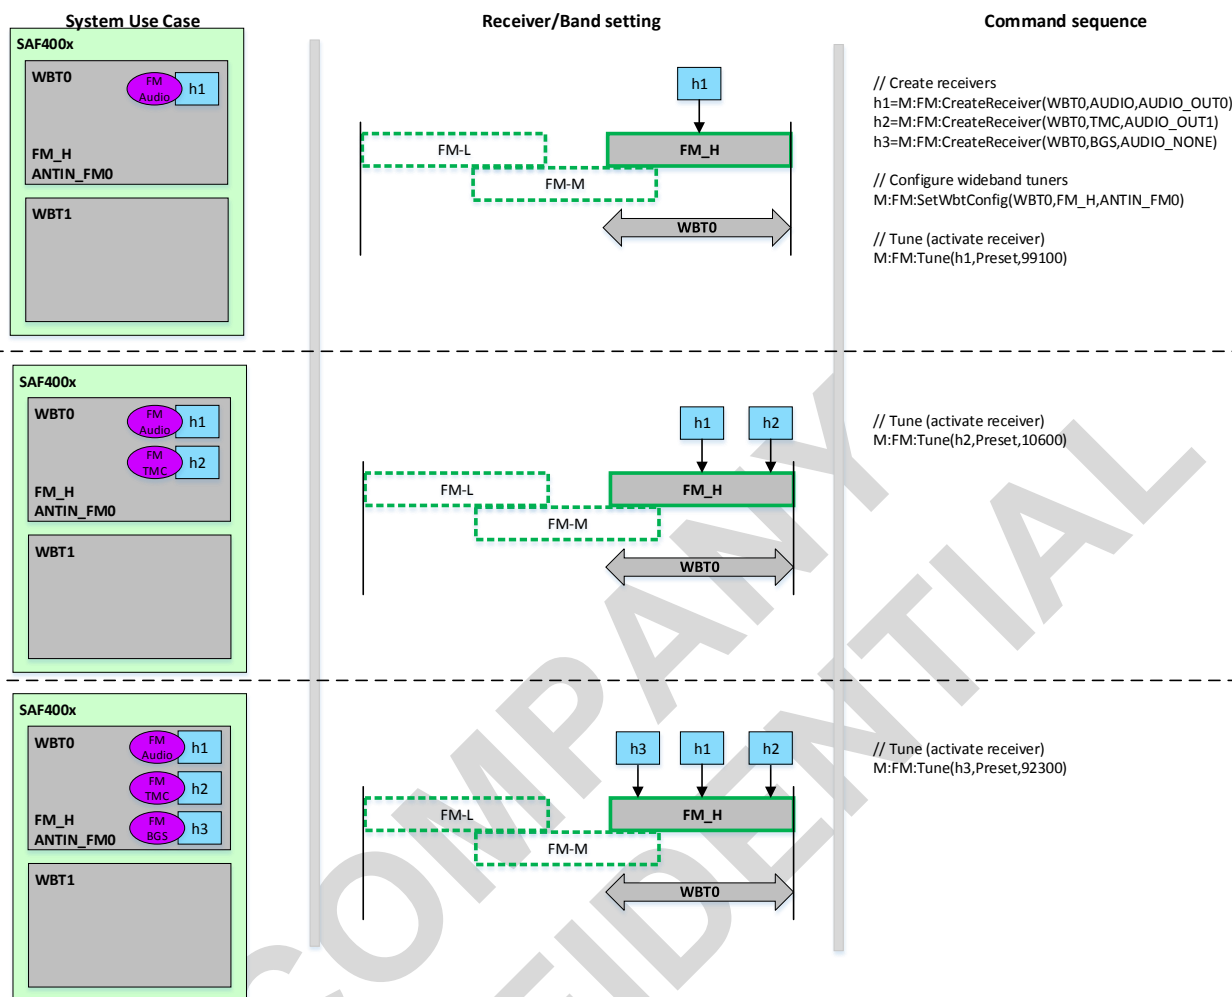 System Use Case
Receiver/Band setting
Command sequence
SAF400x
WBT0
FM
Audio
h1
FM_H
ANTIN_FM0
WBT1
h1
FM-L
FM_H
FM-M
WBT0
// Create receivers
h1=M:FM:CreateReceiver(WBT0,AUDIO,AUDIO_OUT0)
h2=M:FM:CreateReceiver(WBT0,TMC,AUDIO_OUT1)
h3=M:FM:CreateReceiver(WBT0,BGS,AUDIO_NONE)
// Configure wideband tuners
M:FM:SetWbtConfig(WBT0,FM_H,ANTIN_FM0)
// Tune (activate receiver)
M:FM:Tune(h1,Preset,99100)
SAF400x
WBT0
FM
Audio
h1
FM
TMC
h2
FM_H
ANTIN_FM0
WBT1
h1
h2
FM-L
FM_H
FM-M
WBT0
// Tune (activate receiver)
M:FM:Tune(h2,Preset,10600)
SAF400x
WBT0
FM
Audio
h1
FM
TMC
h2
FM
BGS
h3
FM_H
ANTIN_FM0
WBT1
h3
h1
h2
FM-L
FM_H
FM-M
WBT0
// Tune (activate receiver)
M:FM:Tune(h3,Preset,92300)
COMPANY
FIDENTIAL